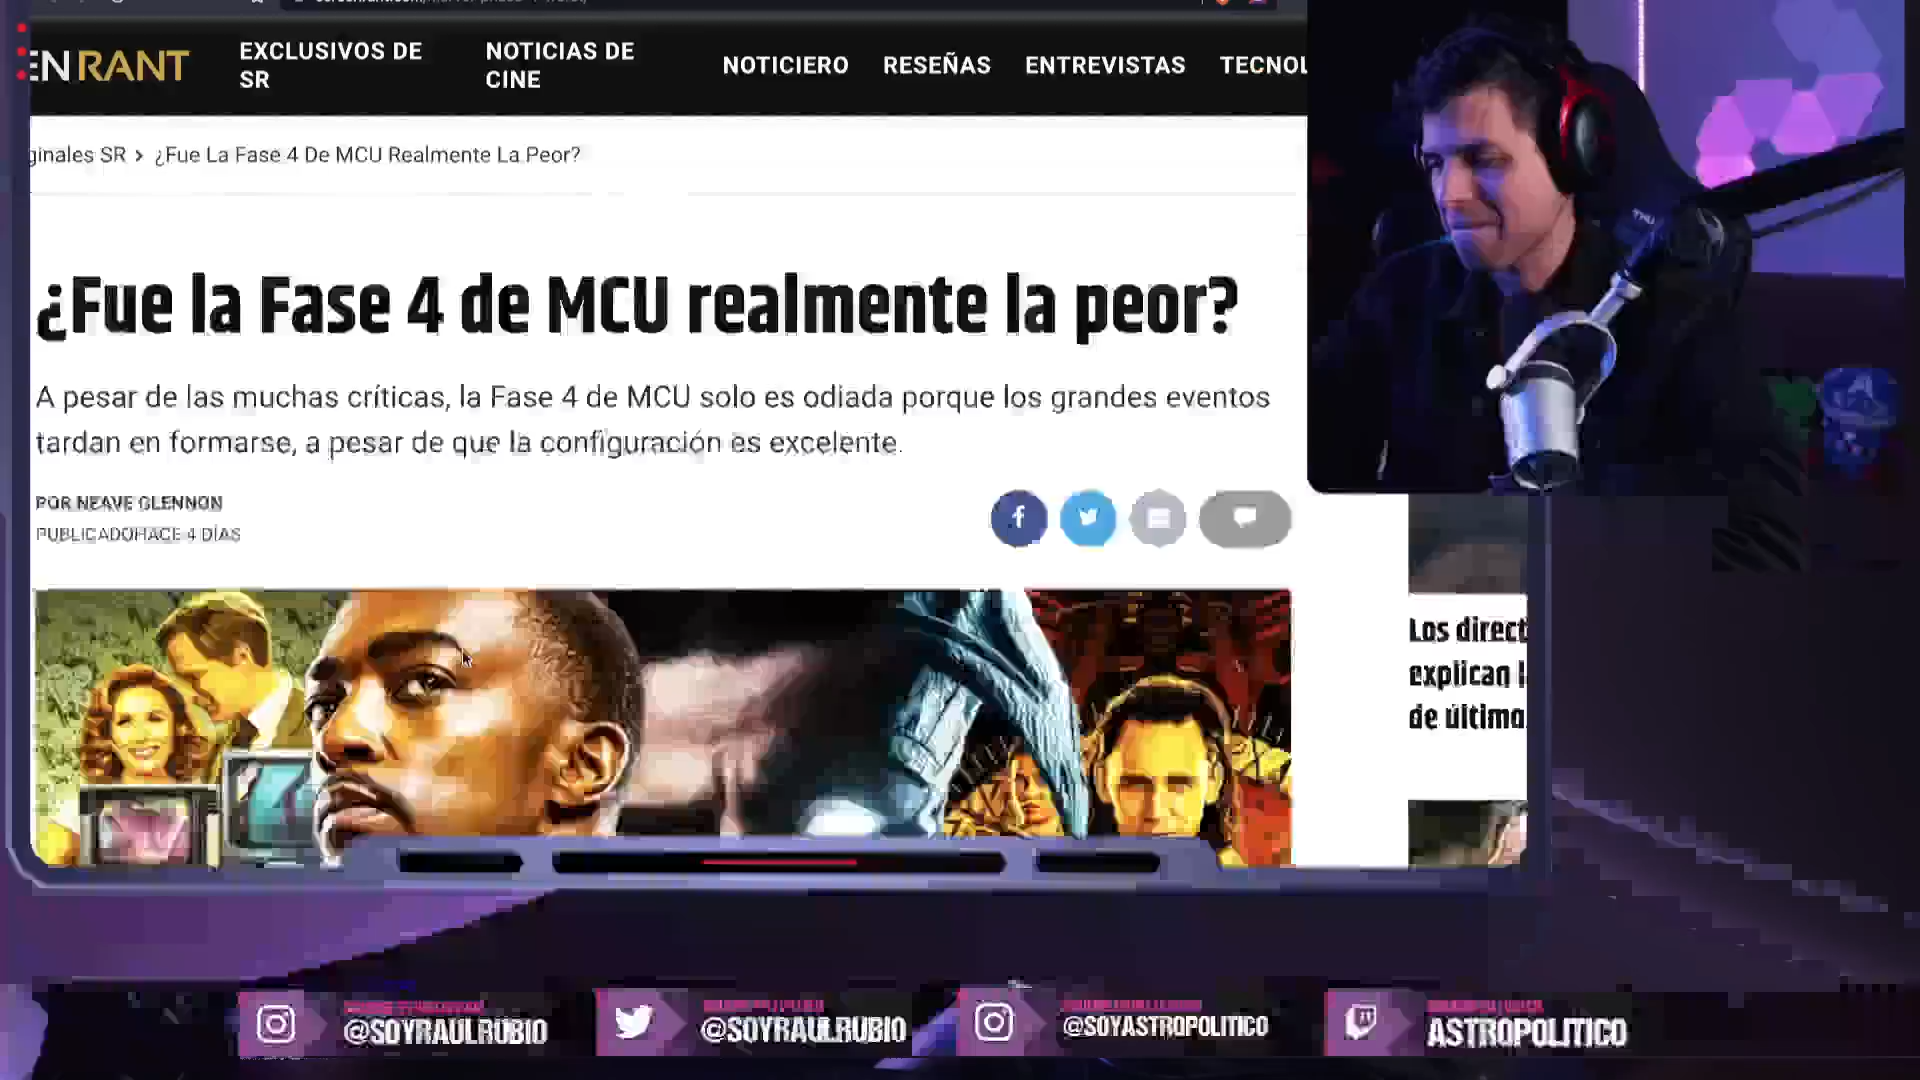 ENRANT
EXCLUSIVOS DE
SR
NOTICIAS DE
CINE
NOTICIERO
RESEÑAS
ENTREVISTAS
TECNOL
ginales SR > ¿Fue La Fase 4 De MCU Realmente La Peor?
¿Fue la Fase 4 de MCU realmente la peor?
A pesar de las muchas críticas, la Fase 4 de MCU solo es odiada porque los grandes eventos
tardan en formarse, a pesar de que la configuración es excelente.
POR NEAVE GLENNON
PUBLICADOHACE 4 DÍAS
Los direct
explican l
de último
@SOYRAULRUBIO
@SOYRAULRUBIO
@SOYASTROPOLITICO
ASTROPOLITICO